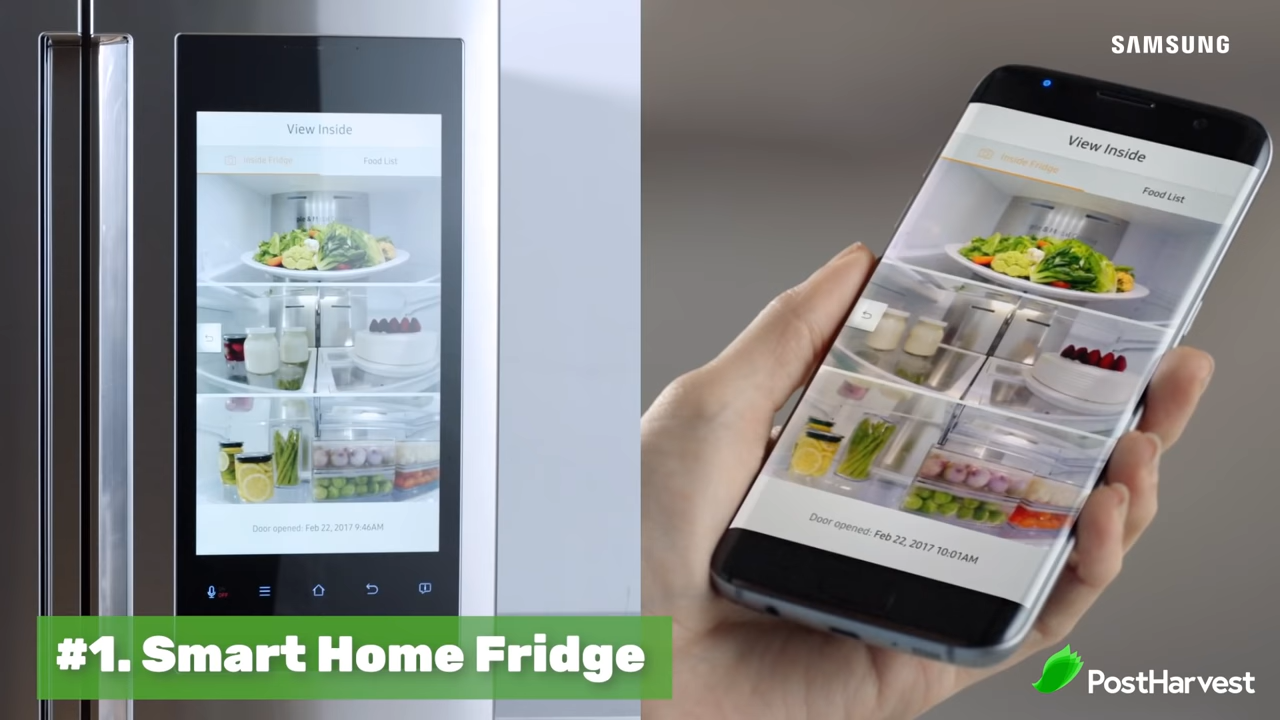 SAMSUNG
View Inside
Inside Fridge
Food List
Door opened: Feb 22, 2017 9:46AM
OFF
View Inside
Inside Fridge
Food List
Door opened: Feb 22, 2017 10:01AM
#1. Smart Home Fridge
PostHarvest